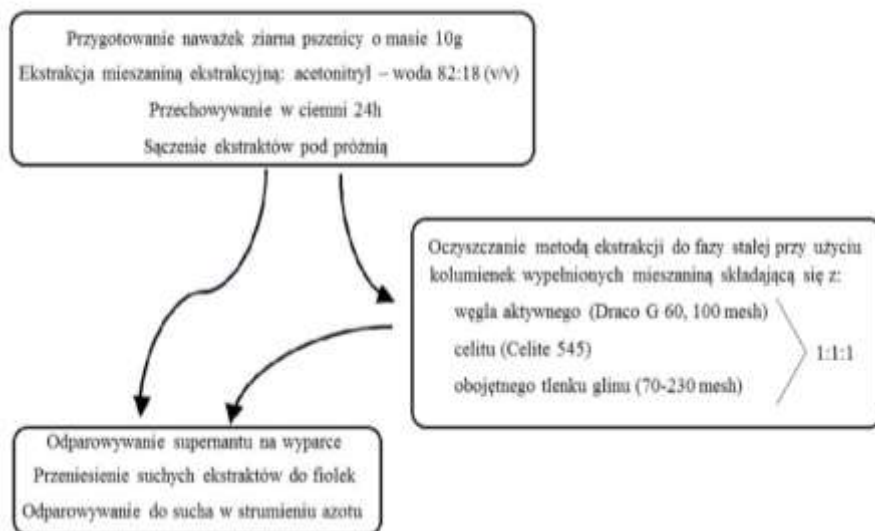 Przygotowanie naważek ziarna pszenicy o masie 10g
Ekstrakcja mieszaniną ekstrakcyjną: acetonitryl – woda 82:18 (v/v)
Przechowywanie w ciemni 24h
Sączenie ekstraktów pod próżnią
Oczyszczanie metodą ekstrakcji do fazy stałej przy użyciu
kolumienek wypełnionych mieszaniną składającą się z:
węgla aktywnego (Draco G 60, 100 mesh)
celitu (Celite 545)
1:1:1
obojętnego tlenku glinu (70-230 mesh)
Odparowywanie supernantu na wyparce
Przeniesienie suchych ekstraktów do fiolek
Odparowywanie do sucha w strumieniu azotu